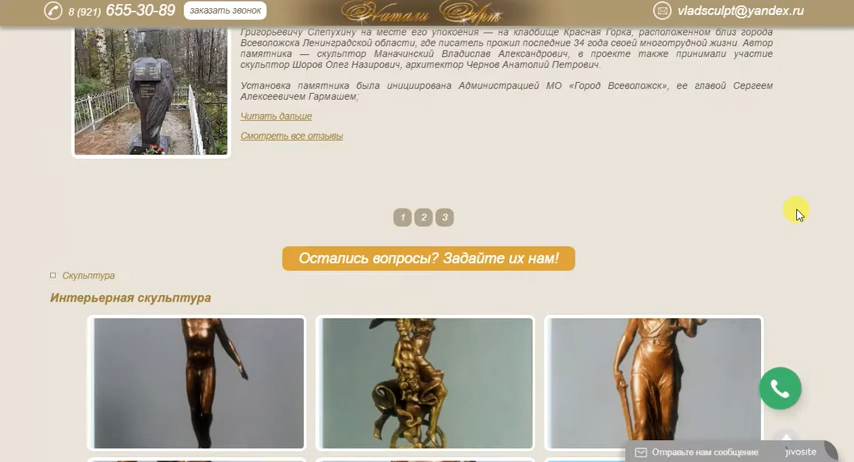 8 (921) 655-30-89 заказать звонок Натали Арт vladsculpt@yandex.ru
Григорьевичу Слепухину на месте его упокоения — на кладбище Красная Горка, расположенном близ города
Всеволожска Ленинградской области, где писатель прожил последние 34 года своей многотрудной жизни. Автор
памятника — скульптор Маначинский Владислав Александрович, в проекте также принимали участие
скульптор Шоров Олег Назирович, архитектор Чернов Анатолий Петрович.
Установка памятника была инициирована Администрацией МО «Город Всеволожск», ее главой Сергеем
Алексеевичем Гармашем;
Читать дальше
Смотреть все отзывы
1 2 3
Остались вопросы? Задайте их нам!
Скульптура
Интерьерная скульптура
Отправьте нам сообщение jivosite